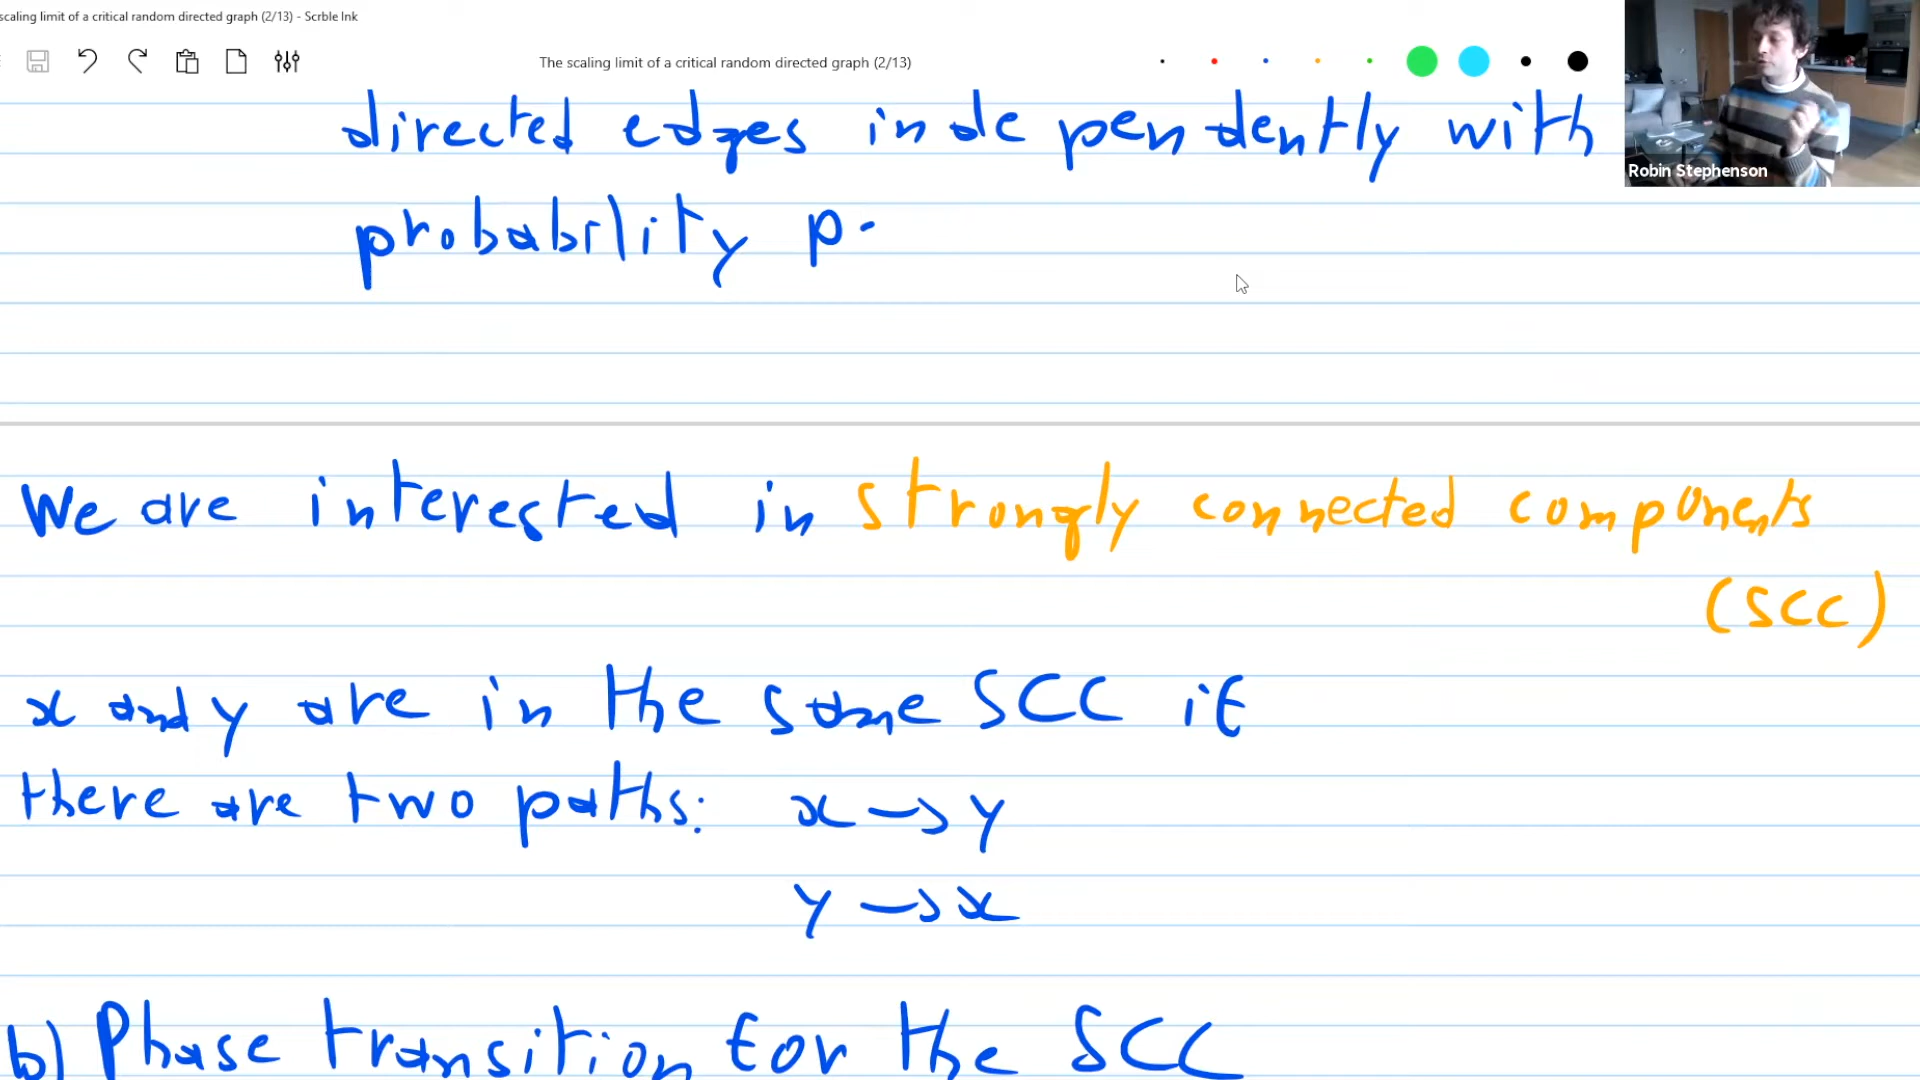 scaling limit of a critical random directed graph (2/13) - Scrble Ink
The scaling limit of a critical random directed graph (2/13)
Robin Stephenson
directed edges independently with
probability p.
We are interested in strongly connected components
(SCC)
x and y are in the same SCC if
there are two paths: x → y
y → x
b) Phase transition for the SCC